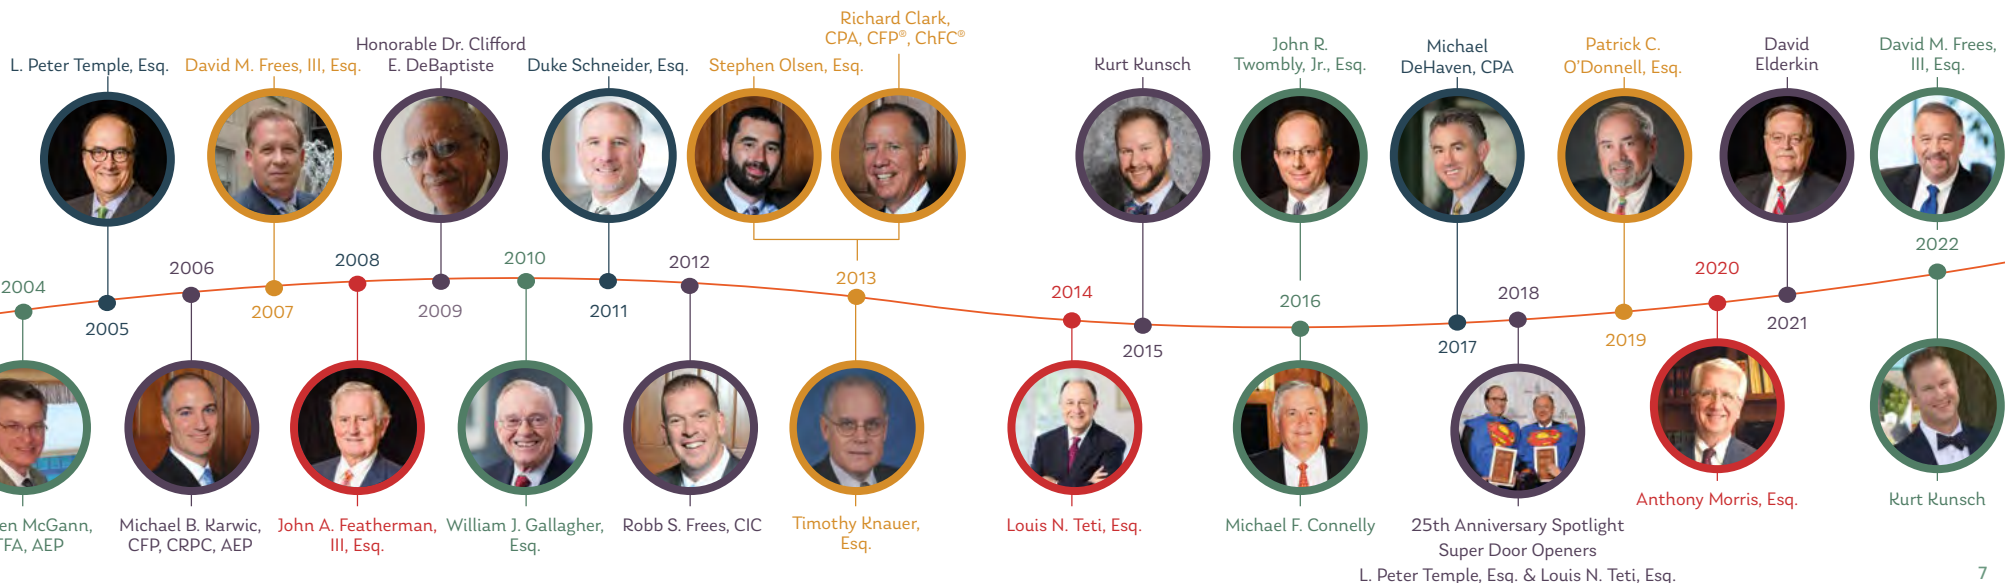 Richard Clark,
CPA, CFP®, ChFC®
L. Peter Temple, Esq.
David M. Frees, III, Esq.
Honorable Dr. Clifford
E. DeBaptiste
Duke Schneider, Esq.
Stephen Olsen, Esq.
Kurt Kunsch
John R.
Twombly, Jr., Esq.
Michael
DeHaven, CPA
Patrick C.
O'Donnell, Esq.
David
Elderkin
David M. Frees,
III, Esq.
2004
2005
2006
2007
2008
2009
2010
2011
2012
2013
2014
2015
2016
2017
2018
2019
2020
2021
2022
McGann,
AEP
Michael B. Karwic,
CFP, CRPC, AEP
John A. Featherman,
III, Esq.
William J. Gallagher,
Esq.
Robb S. Frees, CIC
Timothy Knauer,
Esq.
Louis N. Teti, Esq.
Michael F. Connelly
25th Anniversary Spotlight
Super Door Openers
L. Peter Temple, Esq. & Louis N. Teti, Esq.
Anthony Morris, Esq.
Kurt Kunsch
7